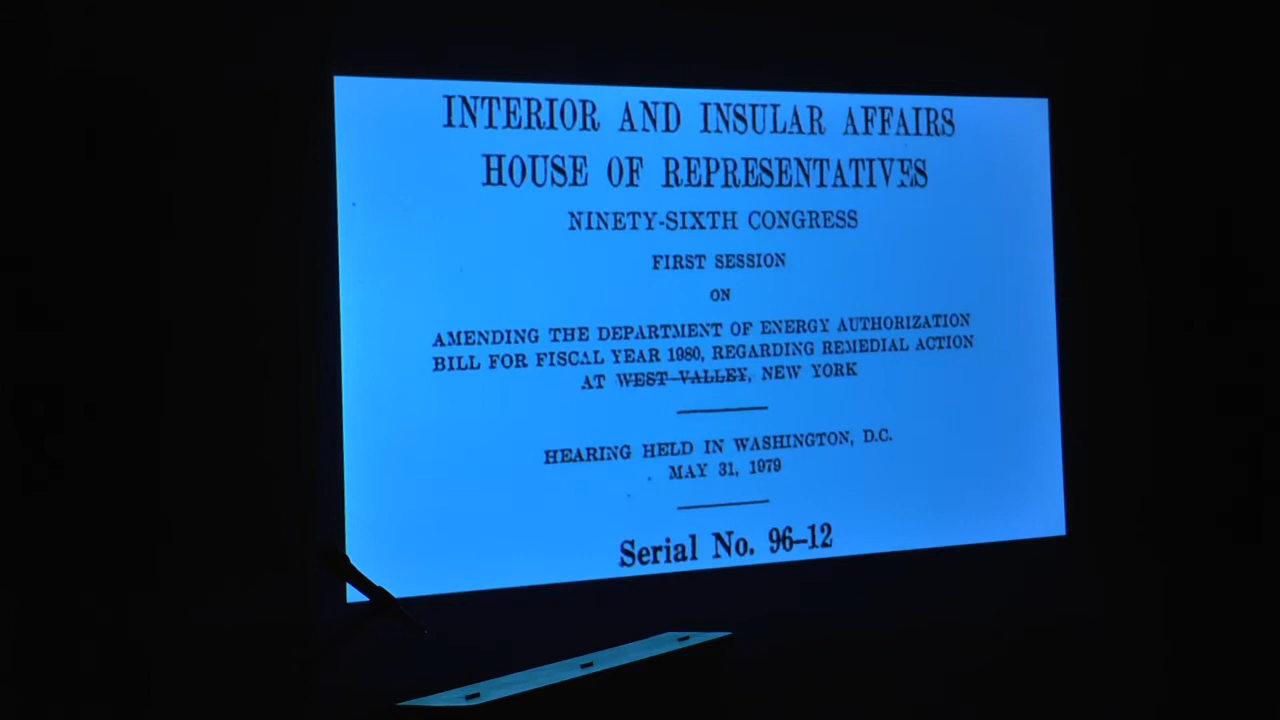 INTERIOR AND INSULAR AFFAIRS
HOUSE OF REPRESENTATIVES
NINETY-SIXTH CONGRESS
FIRST SESSION
ON
AMENDING THE DEPARTMENT OF ENERGY AUTHORIZATION
BILL FOR FISCAL YEAR 1980, REGARDING REMEDIAL ACTION
AT WEST VALLEY, NEW YORK
HEARING HELD IN WASHINGTON, D.C.
MAY 31, 1979
Serial No. 96–12